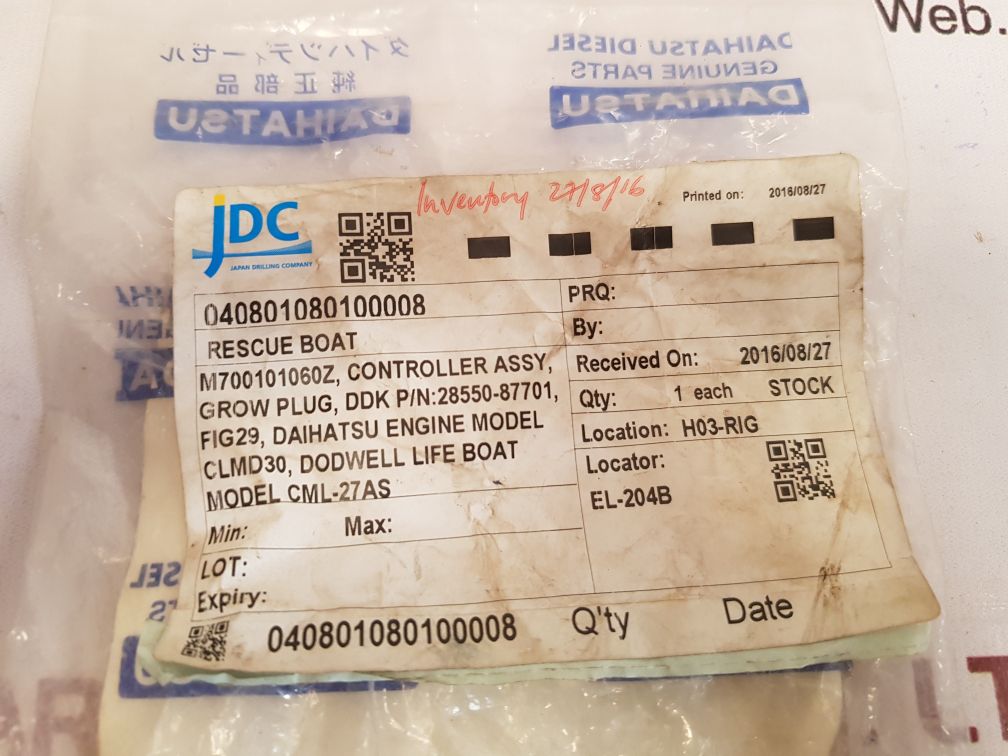 Web.
ダイハツディーゼル
純正部品
DAIHATSU
DAIHATSU DIESEL
GENUINE PARTS
DAIHATSU
JDC
JAPAN DRILLING COMPANY
Inventory 27/8/16
Printed on: 2016/08/27
040801080100008
RESCUE BOAT
M700101060Z, CONTROLLER ASSY,
GROW PLUG, DDK P/N:28550-87701,
FIG29, DAIHATSU ENGINE MODEL
CLMD30, DODWELL LIFE BOAT
MODEL CML-27AS
Min: Max:
LOT:
Expiry:
PRQ:
By:
Received On: 2016/08/27
Qty: 1 each STOCK
Location: H03-RIG
Locator:
EL-204B
040801080100008 Q'ty Date